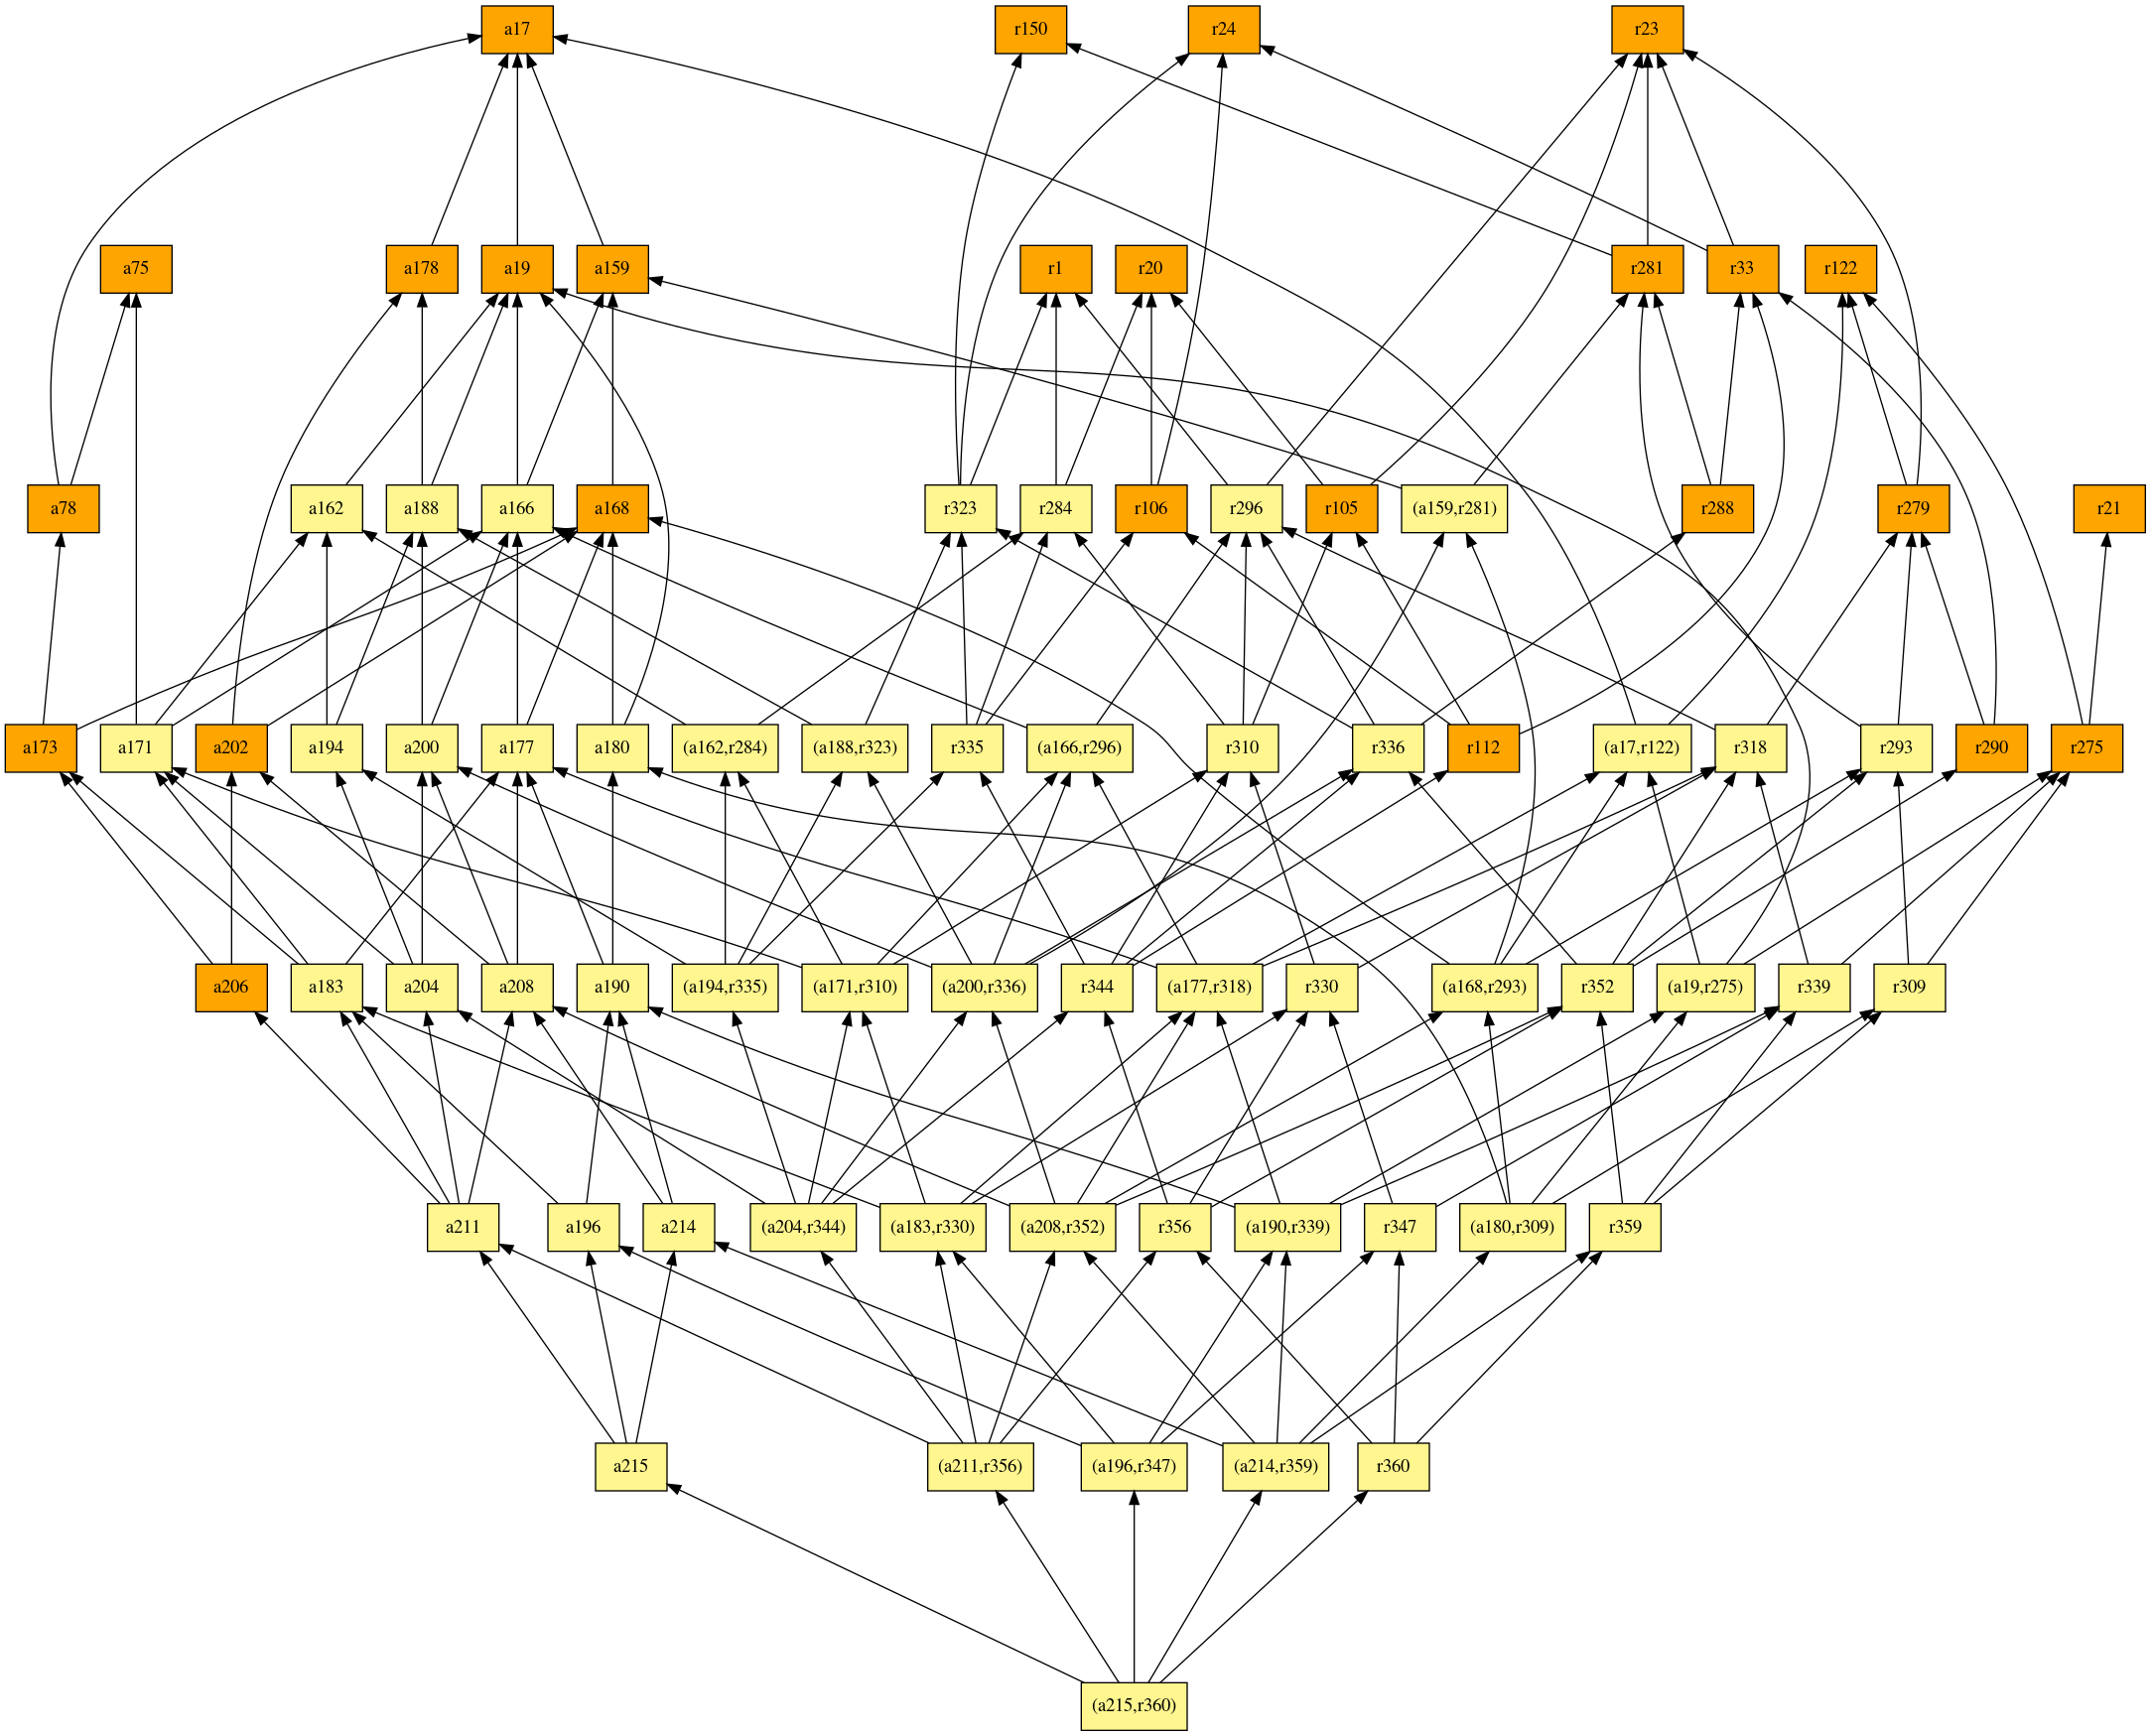 a17
r150
r24
r23
a75
a178
a19
a159
r1
r20
r281
r33
r122
a78
a162
a188
a166
a168
r323
r284
r106
r296
r105
(a159,r281)
r288
r279
r21
a173
a171
a202
a194
a200
a177
a180
(a162,r284)
(a188,r323)
r335
(a166,r296)
r310
r336
r112
(a17,r122)
r318
r293
r290
r275
a206
a183
a204
a208
a190
(a194,r335)
(a171,r310)
(a200,r336)
r344
(a177,r318)
r330
(a168,r293)
r352
(a19,r275)
r339
r309
a211
a196
a214
(a204,r344)
(a183,r330)
(a208,r352)
r356
(a190,r339)
r347
(a180,r309)
r359
a215
(a211,r356)
(a196,r347)
(a214,r359)
r360
(a215,r360)